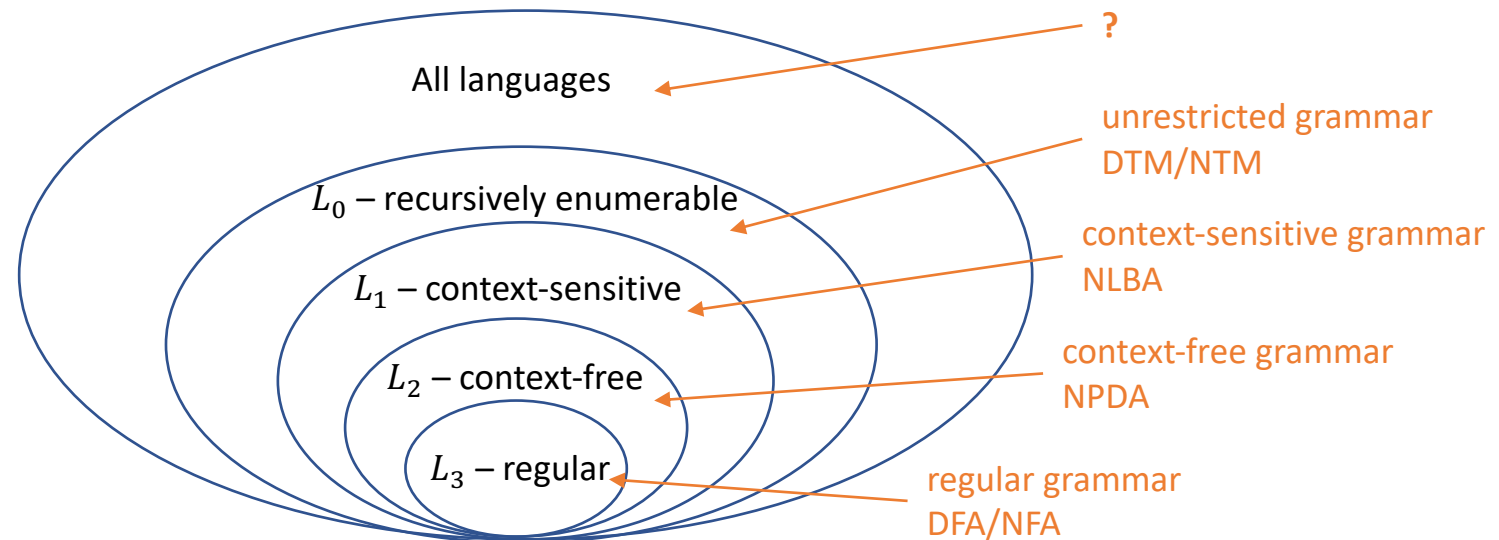 ?
All languages
unrestricted grammar
DTM/NTM
L₀ – recursively enumerable
context-sensitive grammar
NLBA
L₁ – context-sensitive
context-free grammar
NPDA
L₂ – context-free
L₃ – regular
regular grammar
DFA/NFA